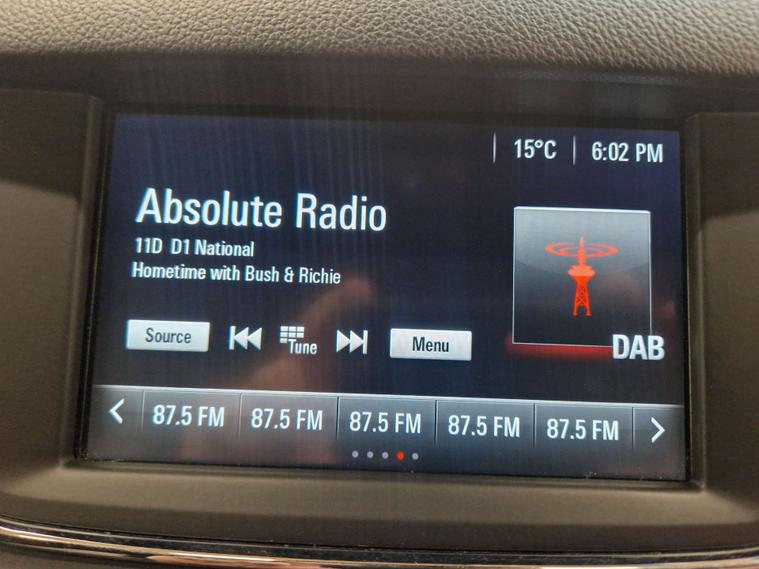 15°C 6:02 PM
Absolute Radio
11D D1 National
Hometime with Bush & Richie
Source Tune Menu
DAB
87.5 FM 87.5 FM 87.5 FM 87.5 FM 87.5 FM